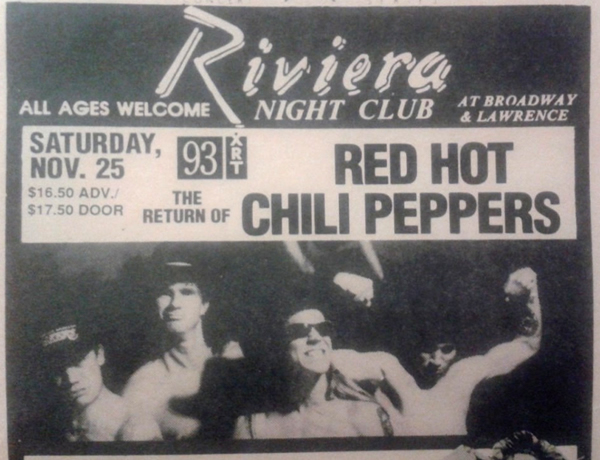 Riviera
ALL AGES WELCOME NIGHT CLUB AT BROADWAY & LAWRENCE
SATURDAY,
NOV. 25
$16.50 ADV./
$17.50 DOOR
93 XRT
THE
RETURN OF
RED HOT
CHILI PEPPERS